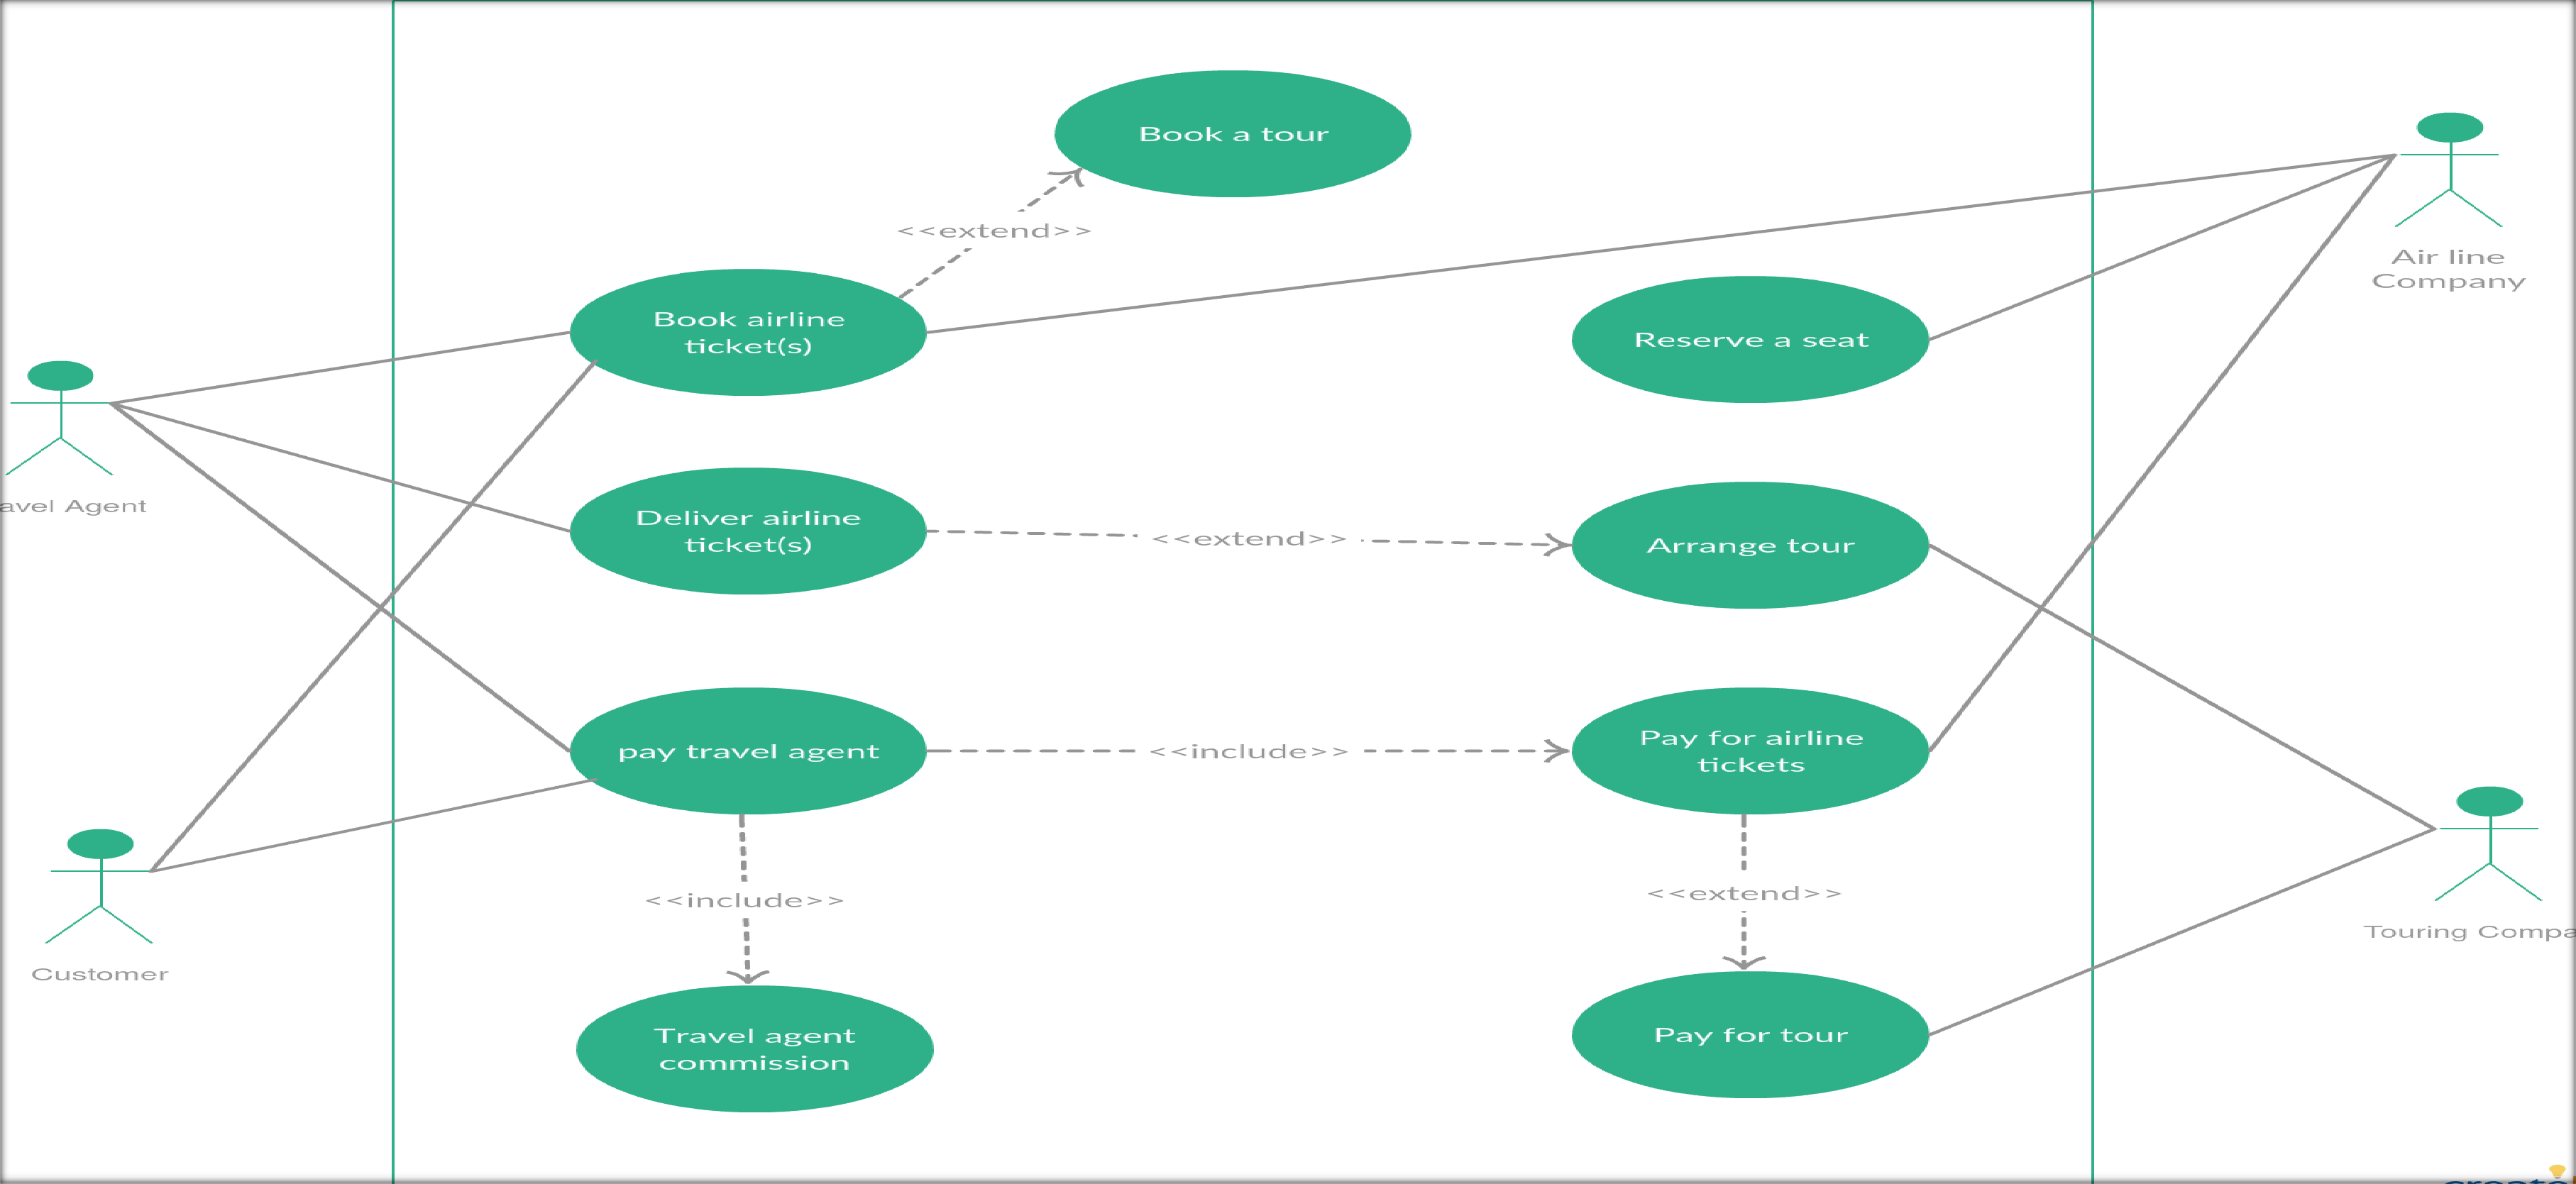 Book a tour
<<extend>>
Air line
Company
Book airline
ticket(s)
Reserve a seat
avel Agent
Deliver airline
ticket(s)
<<extend>>
Arrange tour
pay travel agent
<<include>>
Pay for airline
tickets
<<include>>
<<extend>>
Touring Compa
Customer
Travel agent
commission
Pay for tour